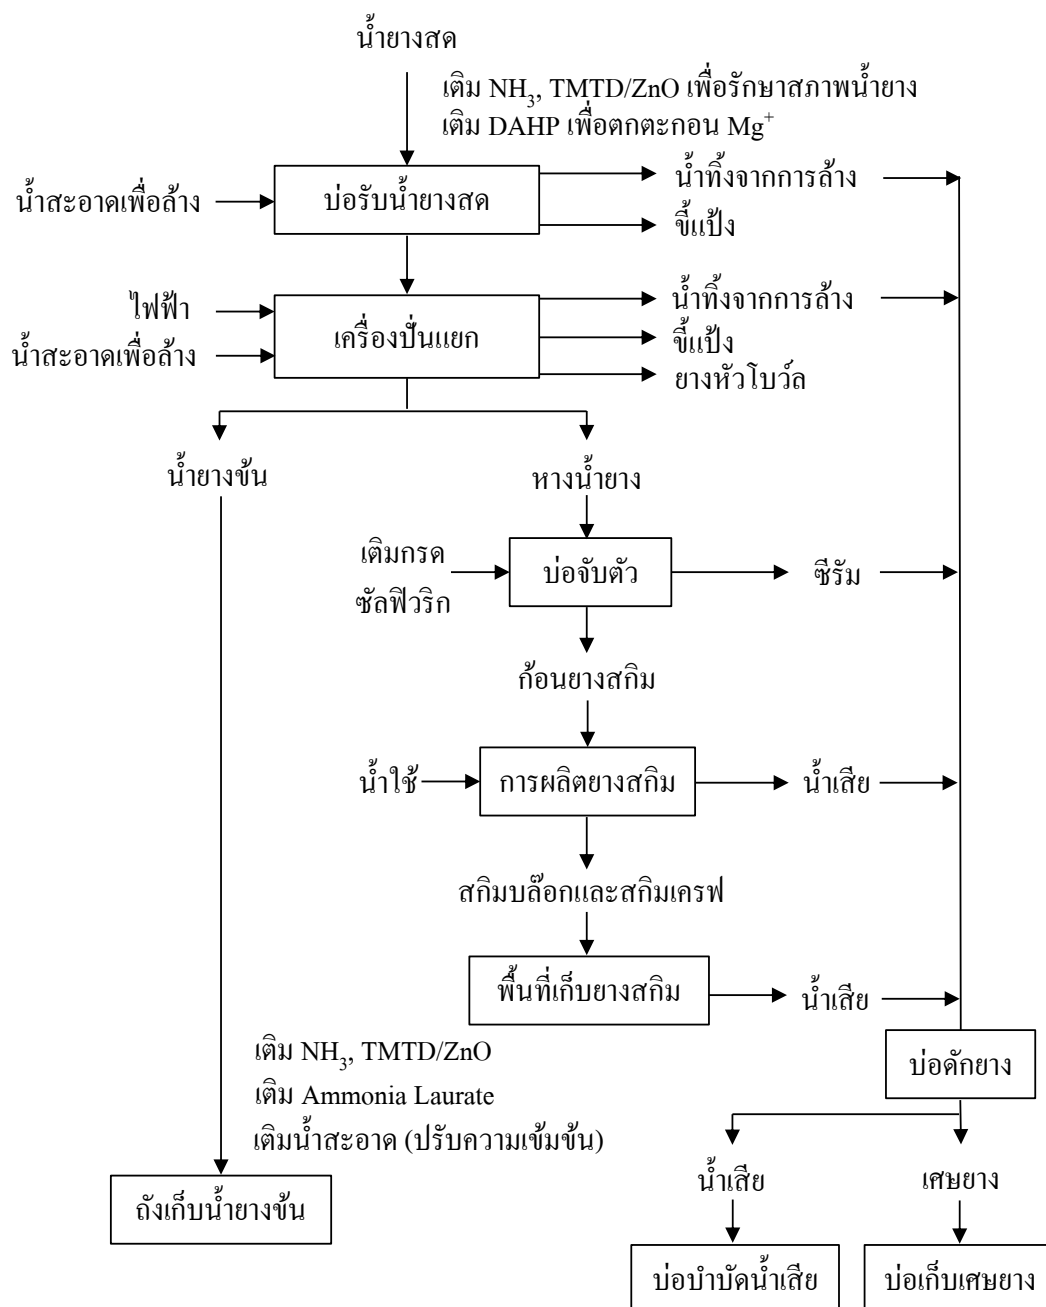 น้ำยางสด
เติม NH3, TMTD/ZnO เพื่อรักษาสภาพน้ำยาง
เติม DAHP เพื่อตกตะกอน Mg+
น้ำสะอาดเพื่อล้าง
บ่อรับน้ำยางสด
น้ำทิ้งจากการล้าง
ขี้แป้ง
ไฟฟ้า
น้ำสะอาดเพื่อล้าง
เครื่องปั่นแยก
น้ำทิ้งจากการล้าง
ขี้แป้ง
ยางหัวโบว์ล
น้ำยางข้น
หางน้ำยาง
เติมกรด
ซัลฟิวริก
บ่อจับตัว
ซีรัม
ก้อนยางสกิม
น้ำใช้
การผลิตยางสกิม
น้ำเสีย
สกิมบล๊อกและสกิมเครฟ
พื้นที่เก็บยางสกิม
น้ำเสีย
เติม NH3, TMTD/ZnO
เติม Ammonia Laurate
เติมน้ำสะอาด (ปรับความเข้มข้น)
บ่อดักยาง
น้ำเสีย
เศษยาง
ถังเก็บน้ำยางข้น
บ่อบำบัดน้ำเสีย
บ่อเก็บเศษยาง